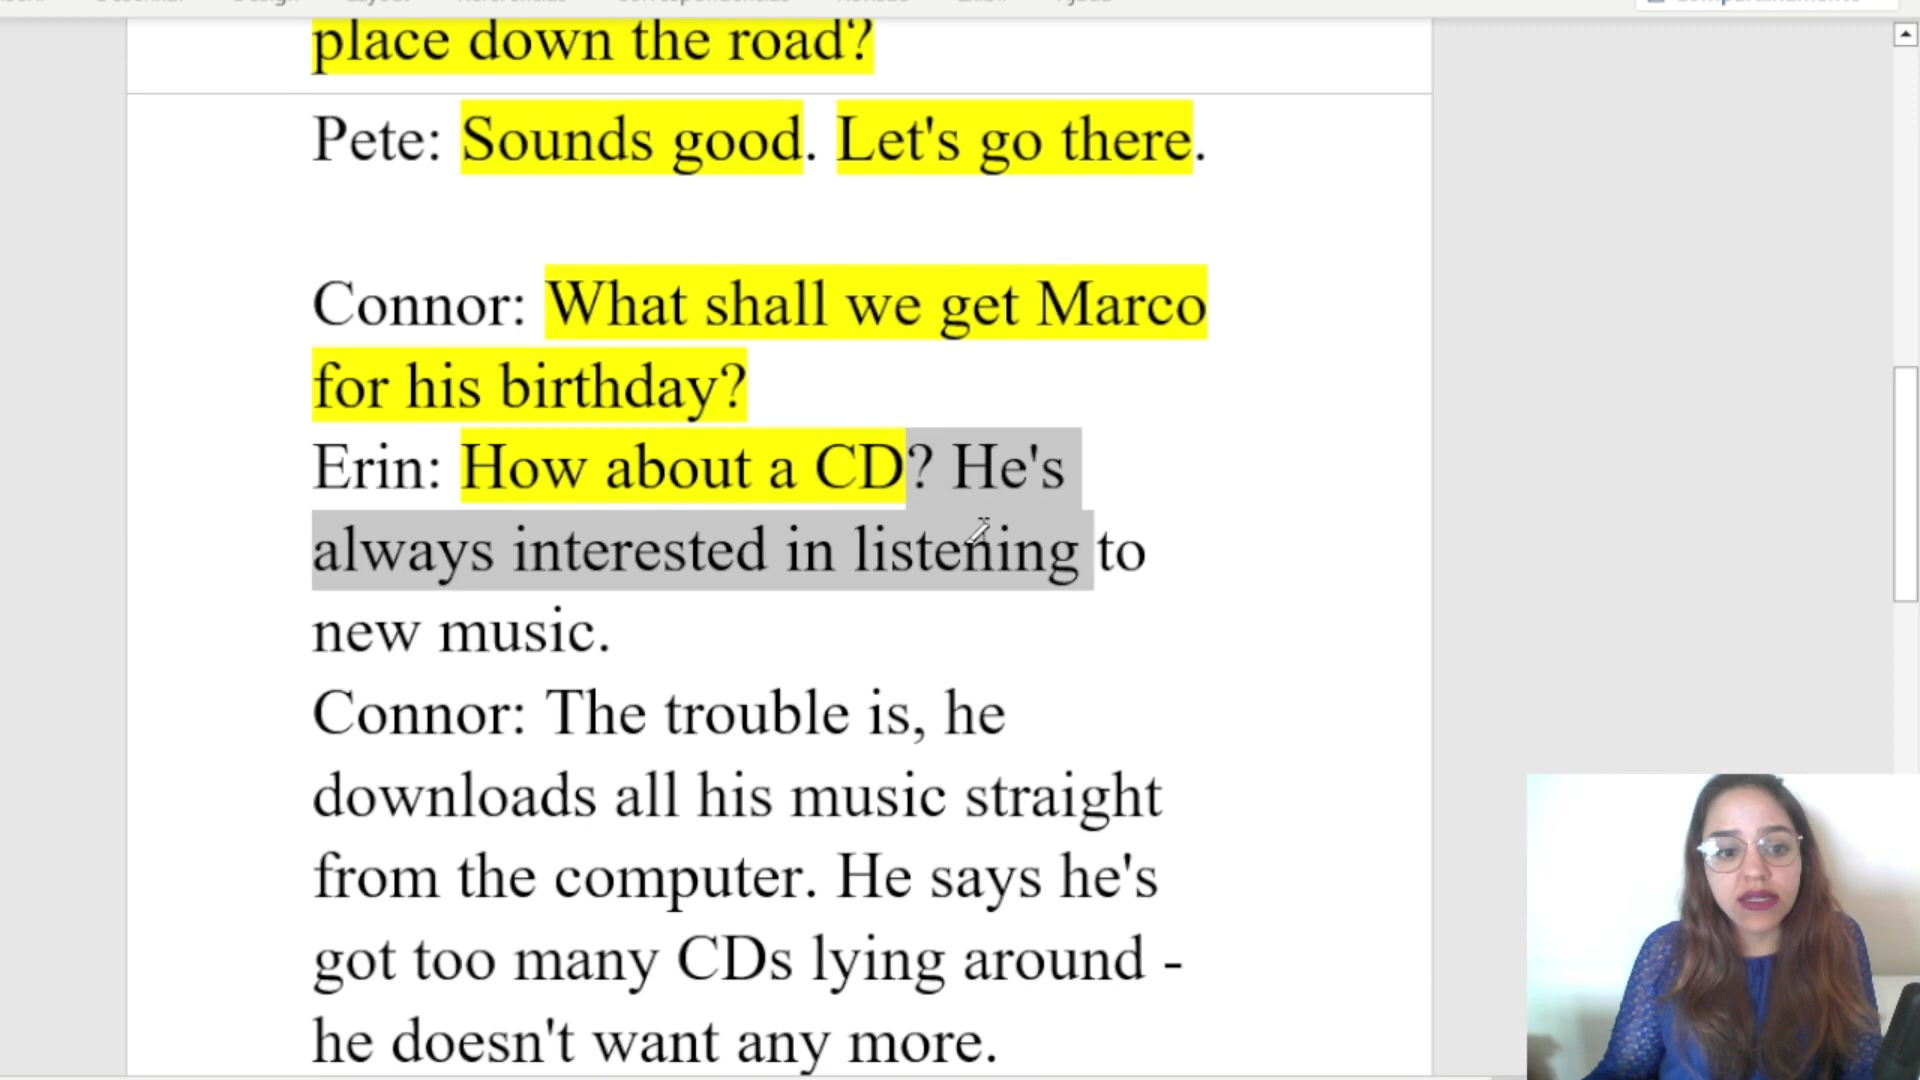 place down the road?
Pete: Sounds good. Let's go there.
Connor: What shall we get Marco
for his birthday?
Erin: How about a CD? He's
always interested in listening to
new music.
Connor: The trouble is, he
downloads all his music straight
from the computer. He says he's
got too many CDs lying around -
he doesn't want any more.